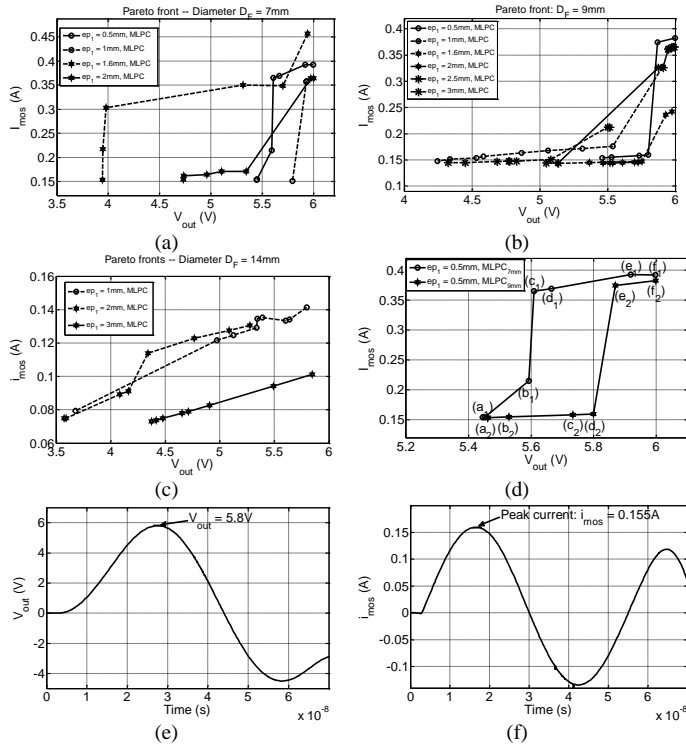 Pareto front -- Diameter D_F = 7mm
ep₁ = 0.5mm, MLPC
ep₁ = 1mm, MLPC
ep₁ = 1.6mm, MLPC
ep₁ = 2mm, MLPC
I_mos (A)
0.45
0.4
0.35
0.3
0.25
0.2
0.15
3.5 4 4.5 5 5.5 6 6.5
V_out (V)
(a)
Pareto front: D_F = 9mm
ep₁ = 0.5mm, MLPC
ep₁ = 1mm, MLPC
ep₁ = 1.6mm, MLPC
ep₁ = 2mm, MLPC
ep₁ = 2.5mm, MLPC
ep₁ = 3mm, MLPC
I_mos (A)
0.4
0.35
0.3
0.25
0.2
0.15
0.1
4 4.5 5 5.5 6
V_out (V)
(b)
Pareto fronts -- Diameter D_F = 14mm
ep₁ = 1mm, MLPC
ep₁ = 2mm, MLPC
ep₁ = 3mm, MLPC
i_mos (A)
0.16
0.14
0.12
0.1
0.08
0.06
3.5 4 4.5 5 5.5 6
V_out (V)
(c)
ep₁ = 0.5mm, MLPC_7mm
ep₁ = 0.5mm, MLPC_9mm
I_mos (A)
0.4
0.35
0.3
0.25
0.2
0.15
0.1
(a₁)
(b₁)
(c₁)
(d₁)
(e₁)
(f₁)
(a₂)
(b₂)
(c₂)
(d₂)
(e₂)
(f₂)
5.2 5.4 5.6 5.8 6
V_out (V)
(d)
V_out = 5.8V
V_out (V)
6
4
2
0
-2
-4
0 1 2 3 4 5 6 7
x 10^-8
Time (s)
(e)
Peak current: i_mos = 0.155A
i_mos (A)
0.15
0.1
0.05
0
-0.05
-0.1
0 1 2 3 4 5 6 7
x 10^-8
Time (s)
(f)